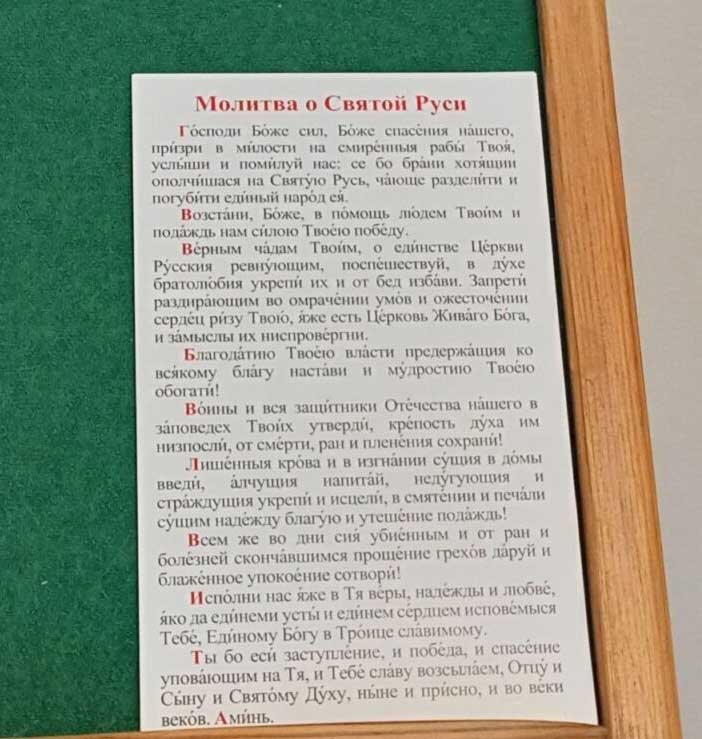 Молитва о Святой Руси
Го́споди Бо́же сил, Бо́же спасе́ния на́шего,
при́зри в ми́лости на смире́нныя рабы́ Твоя́,
услы́ши и поми́луй нас: се бо бра́ни хотя́щии
ополчи́шася на Святу́ю Русь, ча́юще раздели́ти и
погуби́ти еди́ный наро́д ея́.
Возста́ни, Бо́же, в по́мощь лю́дем Твои́м и
пода́ждь нам си́лою Твое́ю побе́ду.
Ве́рным ча́дам Твои́м, о еди́нстве Це́ркви
Ру́сския ревну́ющим, поспе́шествуй, в ду́хе
братолю́бия укрепи́ их и от бед изба́ви. Запрети́
раздира́ющим во омраче́нии умо́в и ожесточе́нии
серде́ц ри́зу Твою́, я́же есть Це́рковь Жива́го Бо́га,
и за́мыслы их ниспрове́ргни.
Благода́тию Твое́ю вла́сти предержа́щия ко
вся́кому бла́гу наста́ви и му́дростию Твое́ю
обогати́!
Во́ины и вся защи́тники Оте́чества на́шего в
за́поведех Твои́х утверди́, кре́пость ду́ха им
низпосли́, от сме́рти, ран и плене́ния сохрани́!
Лише́нныя кро́ва и в изгна́нии су́щия в до́мы
введи́, а́лчущия напита́й, неду́гующия и
стра́ждущия укрепи́ и исцели́, в смяте́нии и печа́ли
су́щим наде́жду благу́ю и утеше́ние пода́ждь!
Всем же во дни сия́ убие́нным и от ран и
боле́зней сконча́вшимся проще́ние грехо́в да́руй и
блаже́нное упокое́ние сотвори́!
Испо́лни нас я́же в Тя ве́ры, наде́жды и любве́,
я́ко да еди́неми усты́ и еди́нем се́рдцем испове́мыся
Тебе́, Еди́ному Бо́гу в Тро́ице сла́вимому.
Ты бо еси́ заступле́ние, и побе́да, и спасе́ние
упова́ющим на Тя, и Тебе́ сла́ву возсыла́ем, Отцу́ и
Сы́ну и Свято́му Ду́ху, ны́не и при́сно, и во ве́ки
веко́в. Ами́нь.